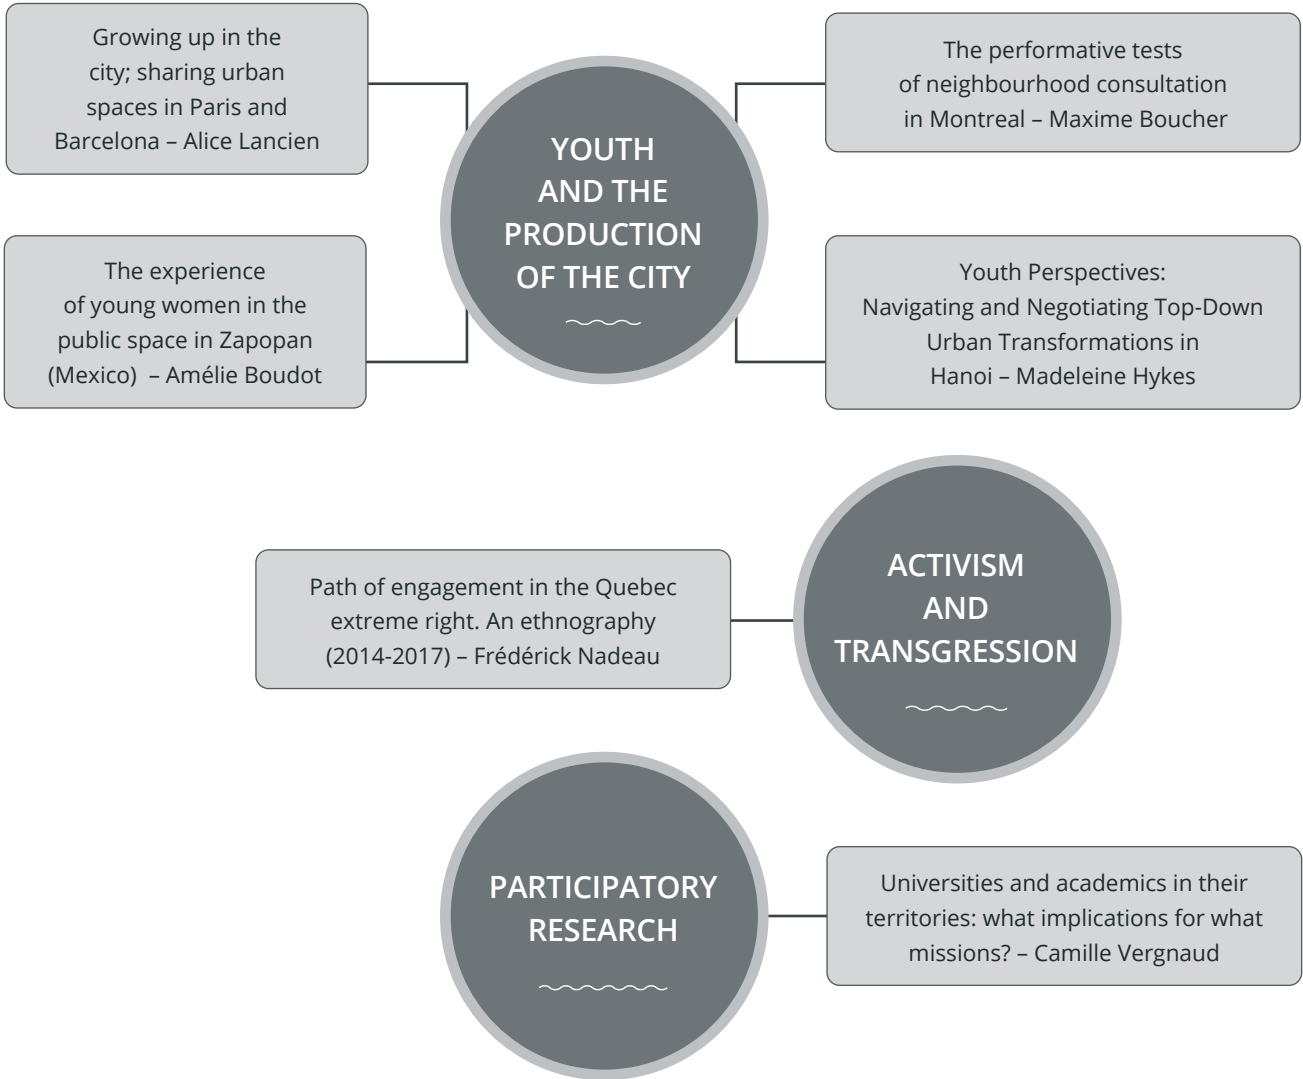 Growing up in the
city; sharing urban
spaces in Paris and
Barcelona – Alice Lancien
The experience
of young women in the
public space in Zapopan
(Mexico)  – Amélie Boudot
YOUTH
AND THE
PRODUCTION
OF THE CITY
The performative tests
of neighbourhood consultation
in Montreal – Maxime Boucher
Youth Perspectives:
Navigating and Negotiating Top-Down
Urban Transformations in
Hanoi – Madeleine Hykes
Path of engagement in the Quebec
extreme right. An ethnography
(2014-2017) – Frédérick Nadeau
ACTIVISM
AND
TRANSGRESSION
PARTICIPATORY
RESEARCH
Universities and academics in their
territories: what implications for what
missions? – Camille Vergnaud